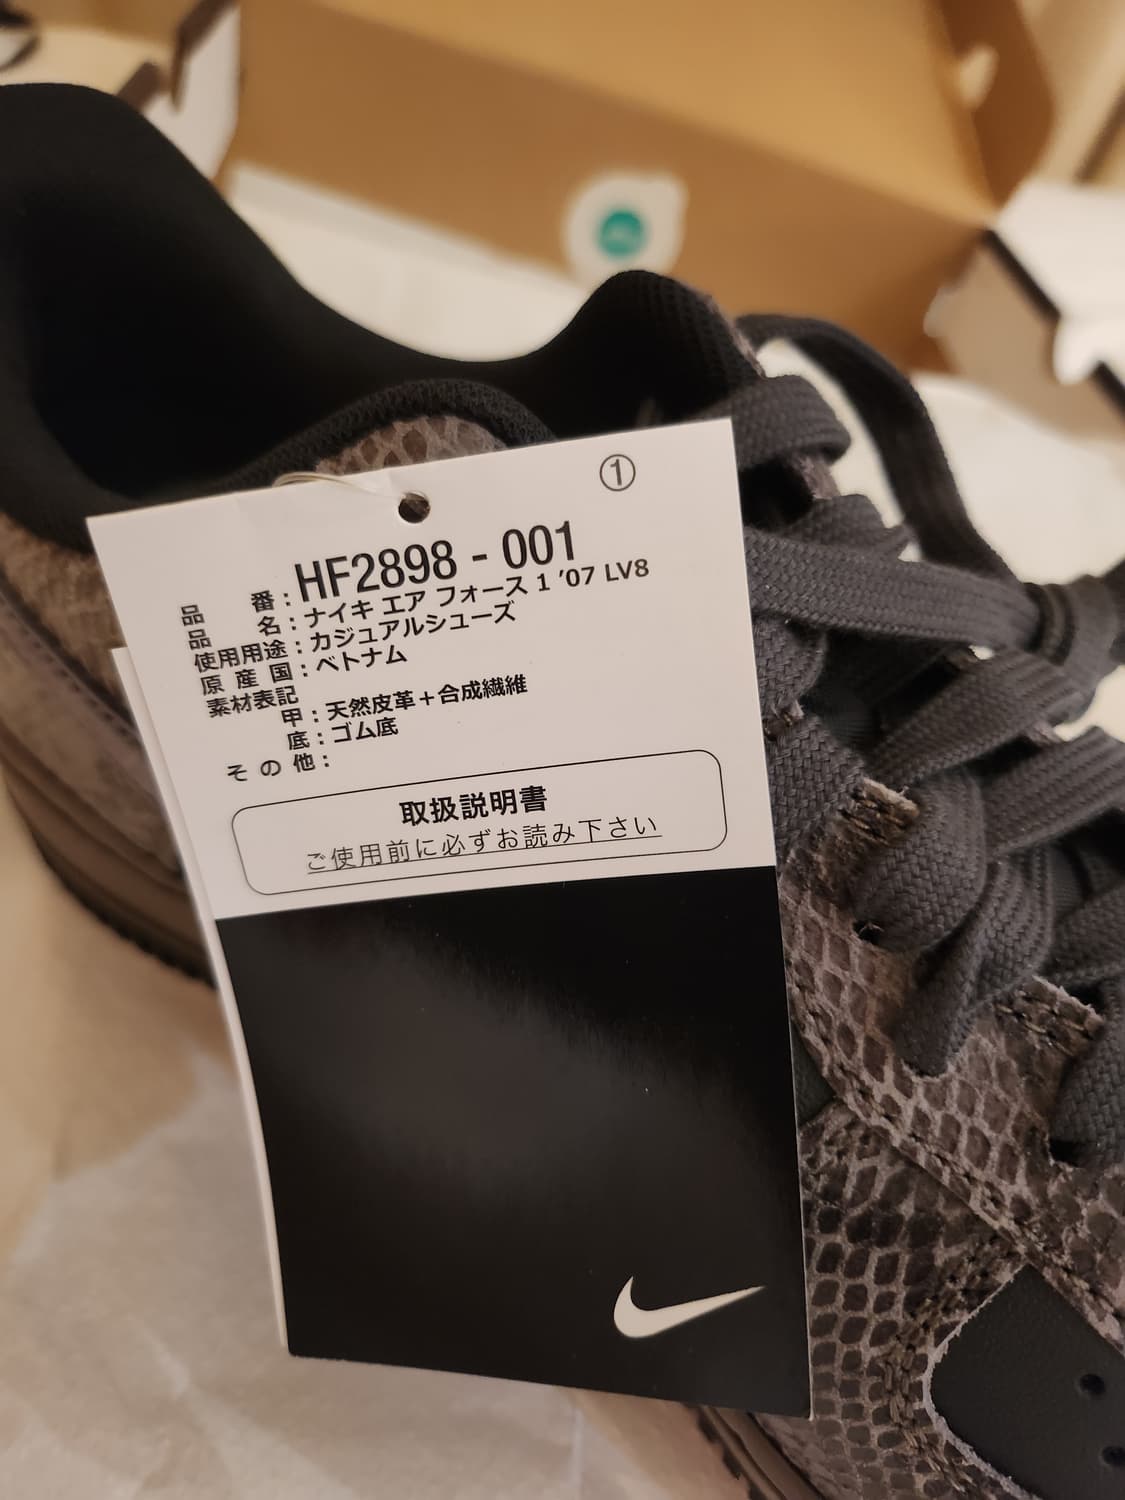 ①
品番：HF2898 - 001
品名：ナイキ エア フォース 1 ’07 LV8
使用用途：カジュアルシューズ
原産国：ベトナム
素材表記
甲：天然皮革＋合成繊維
底：ゴム底
その他：
取扱説明書
ご使用前に必ずお読み下さい